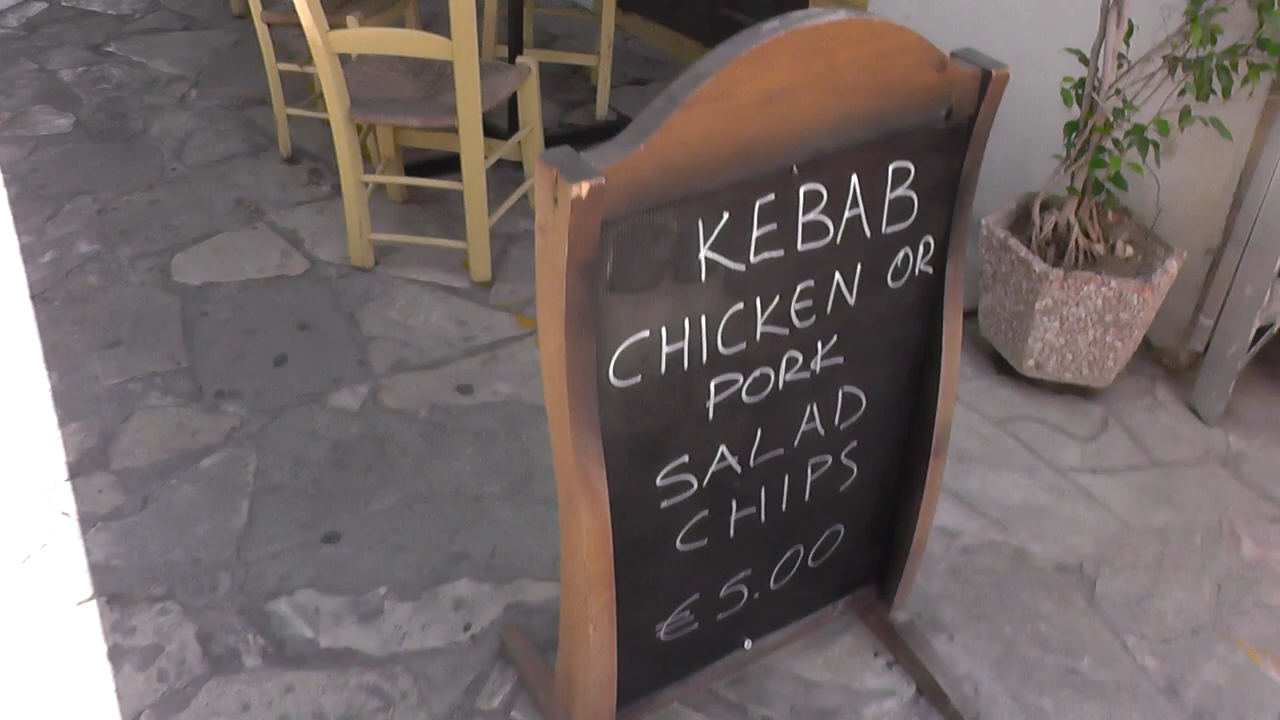 KEBAB
CHICKEN OR
PORK
SALAD
CHIPS
€5.00